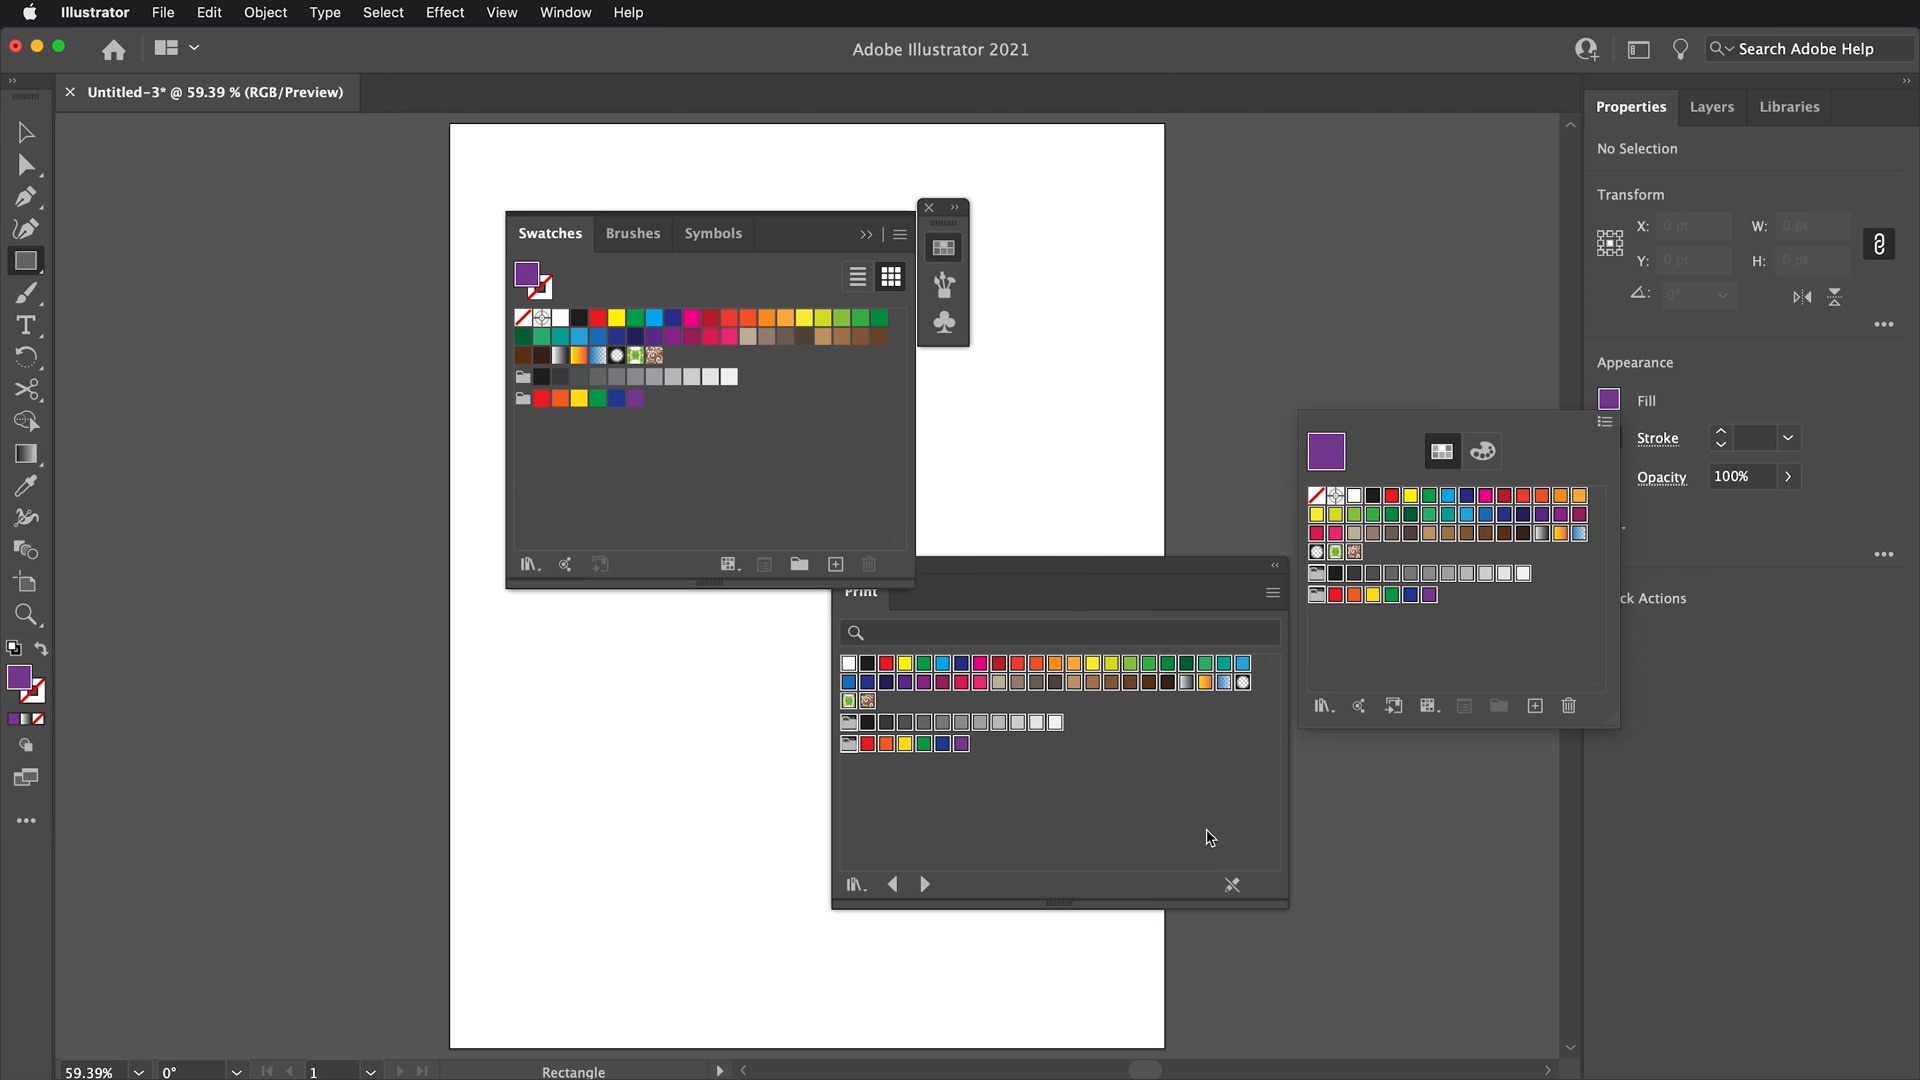 Illustrator File Edit Object Type Select Effect View Window Help
Adobe Illustrator 2021
Search Adobe Help
Untitled-3* @ 59.39 % (RGB/Preview)
Properties Layers Libraries
No Selection
Transform
X: 0 pt W: 0 pt
Y: 0 pt H: 0 pt
0°
Appearance
Fill
Stroke
Opacity 100%
ck Actions
Swatches Brushes Symbols
Print
59.39% 0° 1 Rectangle